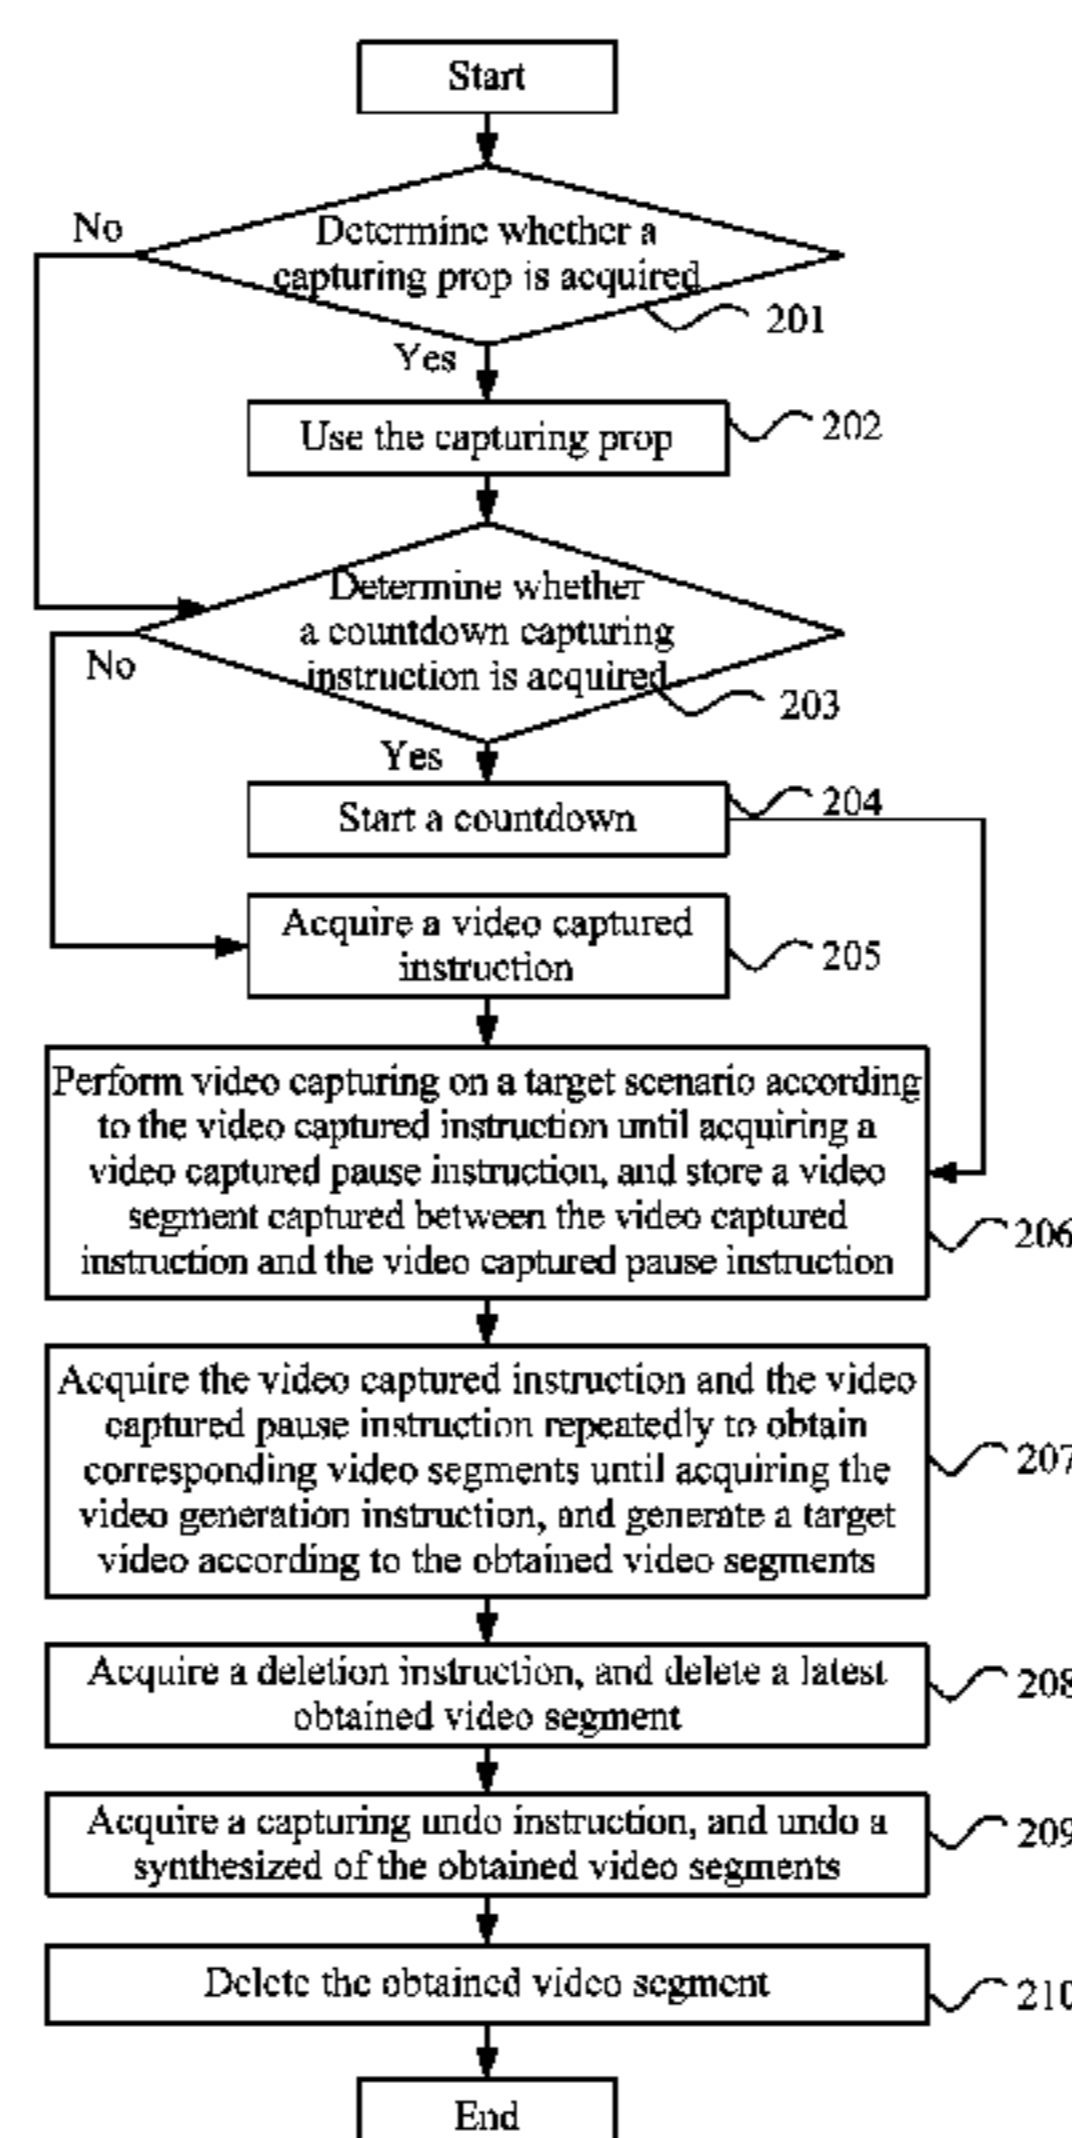 Start
No
Determine whether a
capturing prop is acquired
201
Yes
Use the capturing prop
202
Determine whether
a countdown capturing
instruction is acquired
No
203
Yes
Start a countdown
204
Acquire a video captured
instruction
205
Perform video capturing on a target scenario according
to the video captured instruction until acquiring a
video captured pause instruction, and store a video
segment captured between the video captured
instruction and the video captured pause instruction
206
Acquire the video captured instruction and the video
captured pause instruction repeatedly to obtain
corresponding video segments until acquiring the
video generation instruction, and generate a target
video according to the obtained video segments
207
Acquire a deletion instruction, and delete a latest
obtained video segment
208
Acquire a capturing undo instruction, and undo a
synthesized of the obtained video segments
209
Delete the obtained video segment
210
End